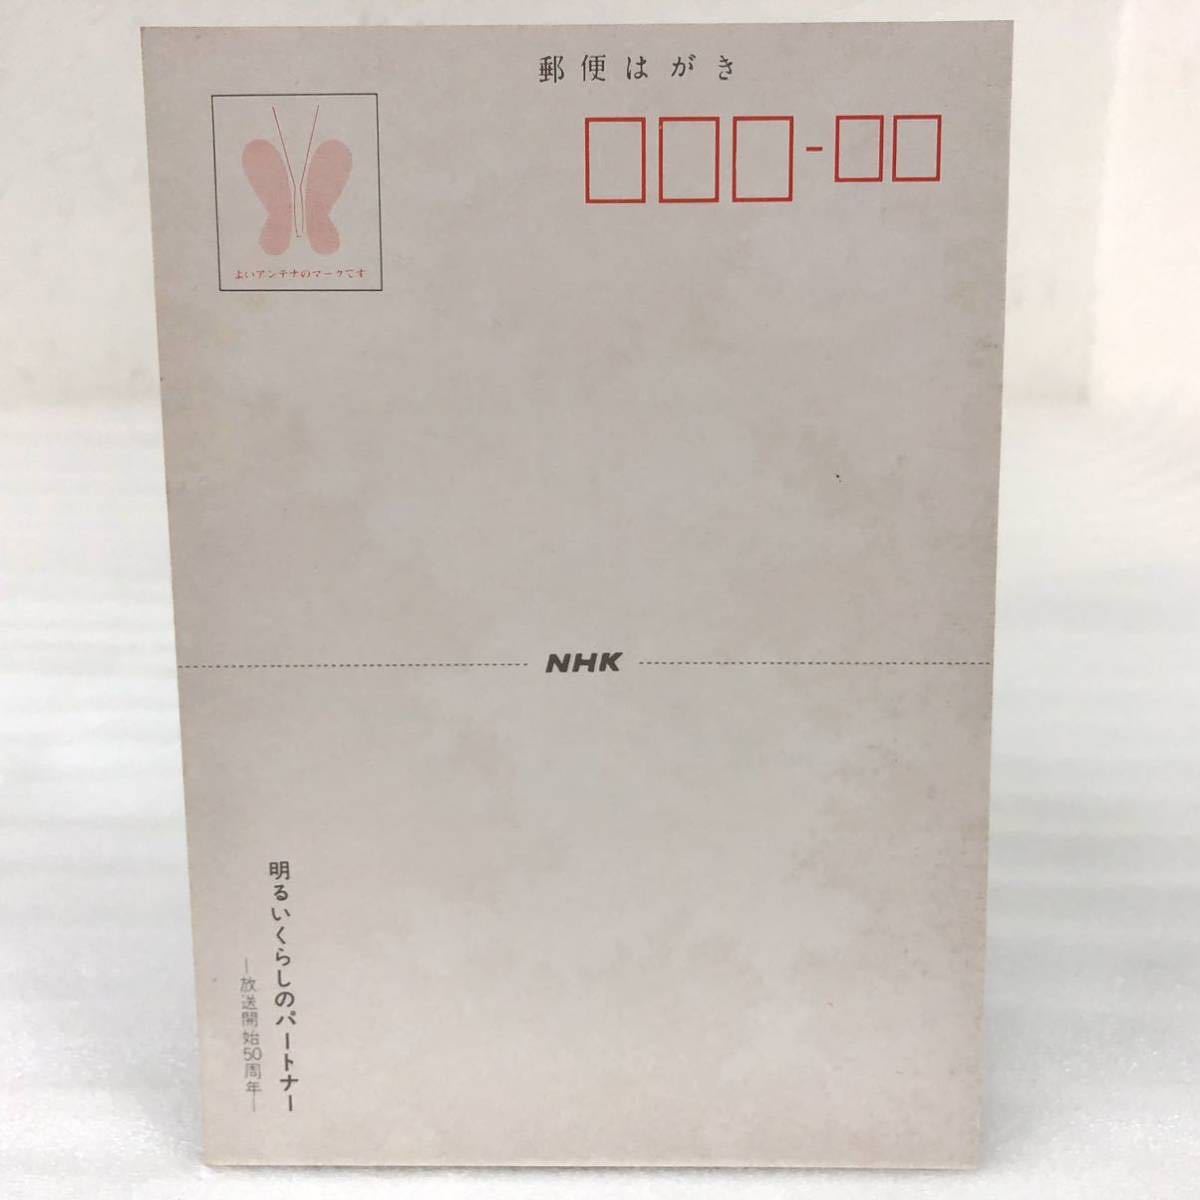 郵便はがき
よいアンテナのマークです
NHK
明るいくらしのパートナー
―放送開始50周年―